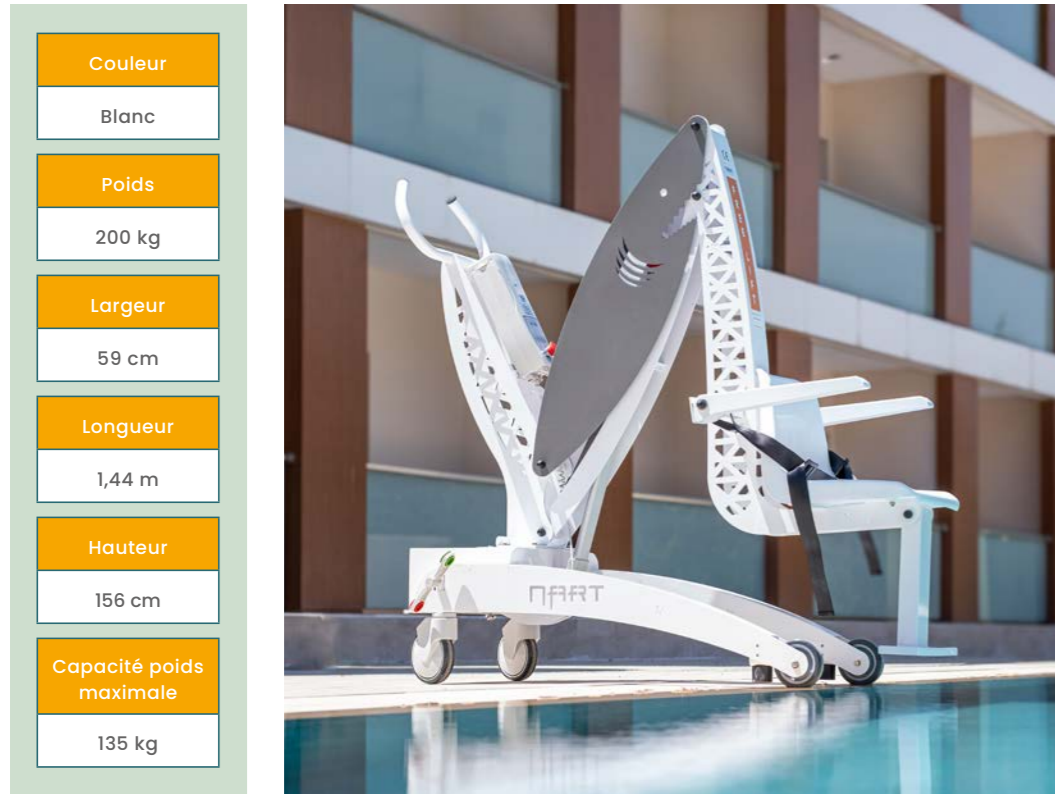 Couleur
Blanc
Poids
200 kg
Largeur
59 cm
Longueur
1,44 m
Hauteur
156 cm
Capacité poids
maximale
135 kg
NART